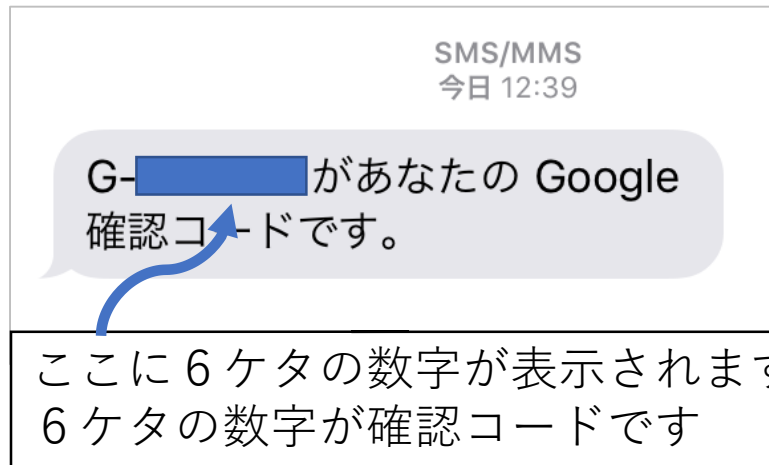 SMS/MMS
今日 12:39
G-があなたの Google
確認コードです。
ここに６ケタの数字が表示されます
６ケタの数字が確認コードです